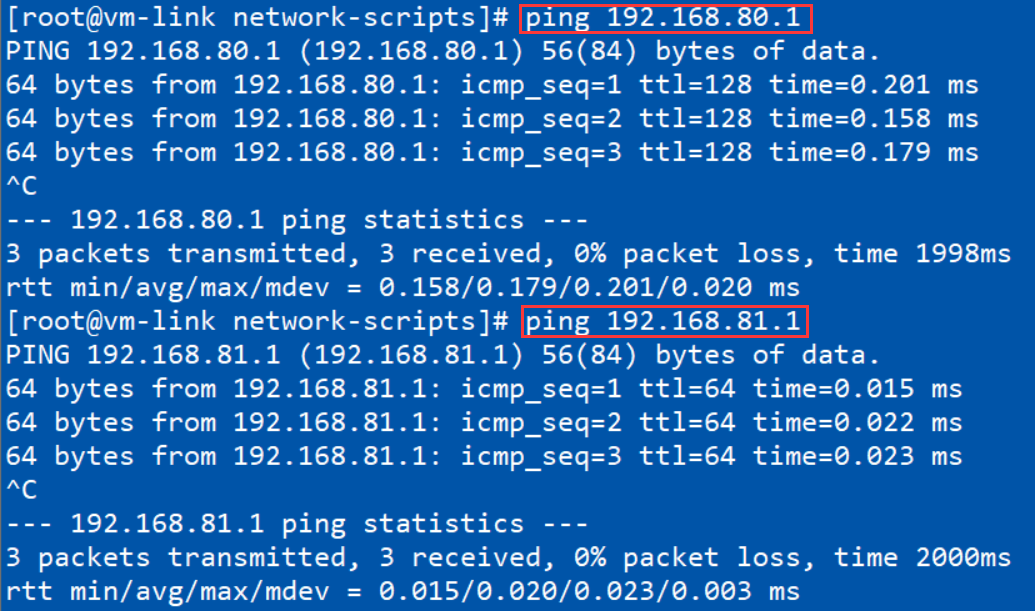 [root@vm-link network-scripts]# ping 192.168.80.1
PING 192.168.80.1 (192.168.80.1) 56(84) bytes of data.
64 bytes from 192.168.80.1: icmp_seq=1 ttl=128 time=0.201 ms
64 bytes from 192.168.80.1: icmp_seq=2 ttl=128 time=0.158 ms
64 bytes from 192.168.80.1: icmp_seq=3 ttl=128 time=0.179 ms
^C
--- 192.168.80.1 ping statistics ---
3 packets transmitted, 3 received, 0% packet loss, time 1998ms
rtt min/avg/max/mdev = 0.158/0.179/0.201/0.020 ms
[root@vm-link network-scripts]# ping 192.168.81.1
PING 192.168.81.1 (192.168.81.1) 56(84) bytes of data.
64 bytes from 192.168.81.1: icmp_seq=1 ttl=64 time=0.015 ms
64 bytes from 192.168.81.1: icmp_seq=2 ttl=64 time=0.022 ms
64 bytes from 192.168.81.1: icmp_seq=3 ttl=64 time=0.023 ms
^C
--- 192.168.81.1 ping statistics ---
3 packets transmitted, 3 received, 0% packet loss, time 2000ms
rtt min/avg/max/mdev = 0.015/0.020/0.023/0.003 ms